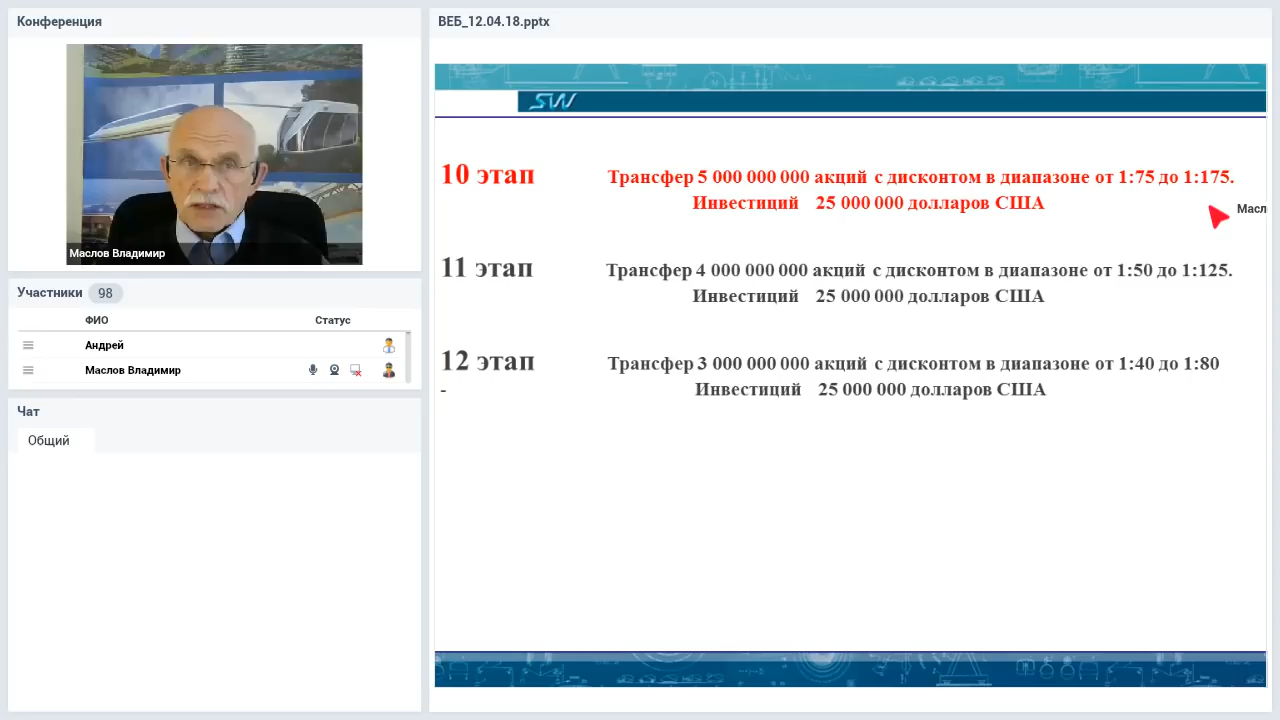 Конференция
Маслов Владимир
Участники 98
ФИО Статус
Андрей
Маслов Владимир
Чат
Общий
ВЕБ_12.04.18.pptx
SW
10 этап Трансфер 5 000 000 000 акций с дисконтом в диапазоне от 1:75 до 1:175.
Инвестиций 25 000 000 долларов США
Масл
11 этап Трансфер 4 000 000 000 акций с дисконтом в диапазоне от 1:50 до 1:125.
Инвестиций 25 000 000 долларов США
12 этап Трансфер 3 000 000 000 акций с дисконтом в диапазоне от 1:40 до 1:80
- Инвестиций 25 000 000 долларов США